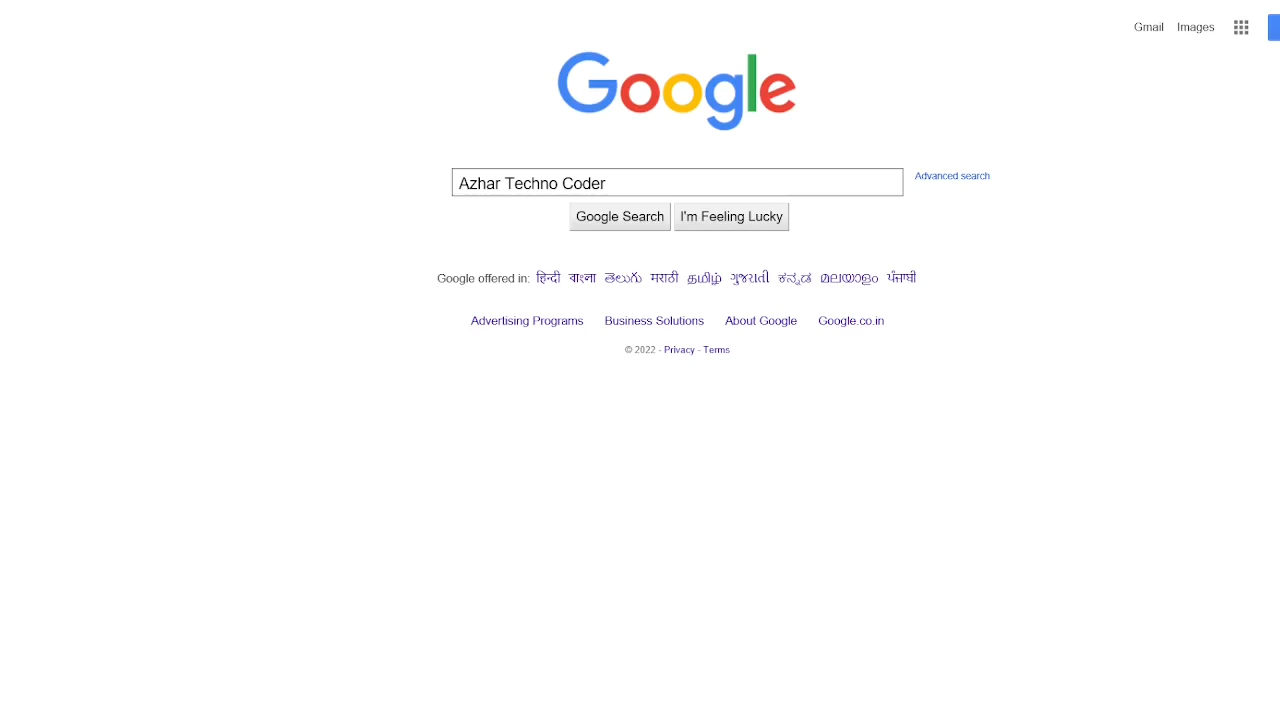 Gmail Images
Google
Azhar Techno Coder
Advanced search
Google Search I'm Feeling Lucky
Google offered in: हिन्दी বাংলা తెలుగు मराठी தமிழ் ગુજરાતી ಕನ್ನಡ മലയാളം ਪੰਜਾਬੀ
Advertising Programs Business Solutions About Google Google.co.in
© 2022 - Privacy - Terms